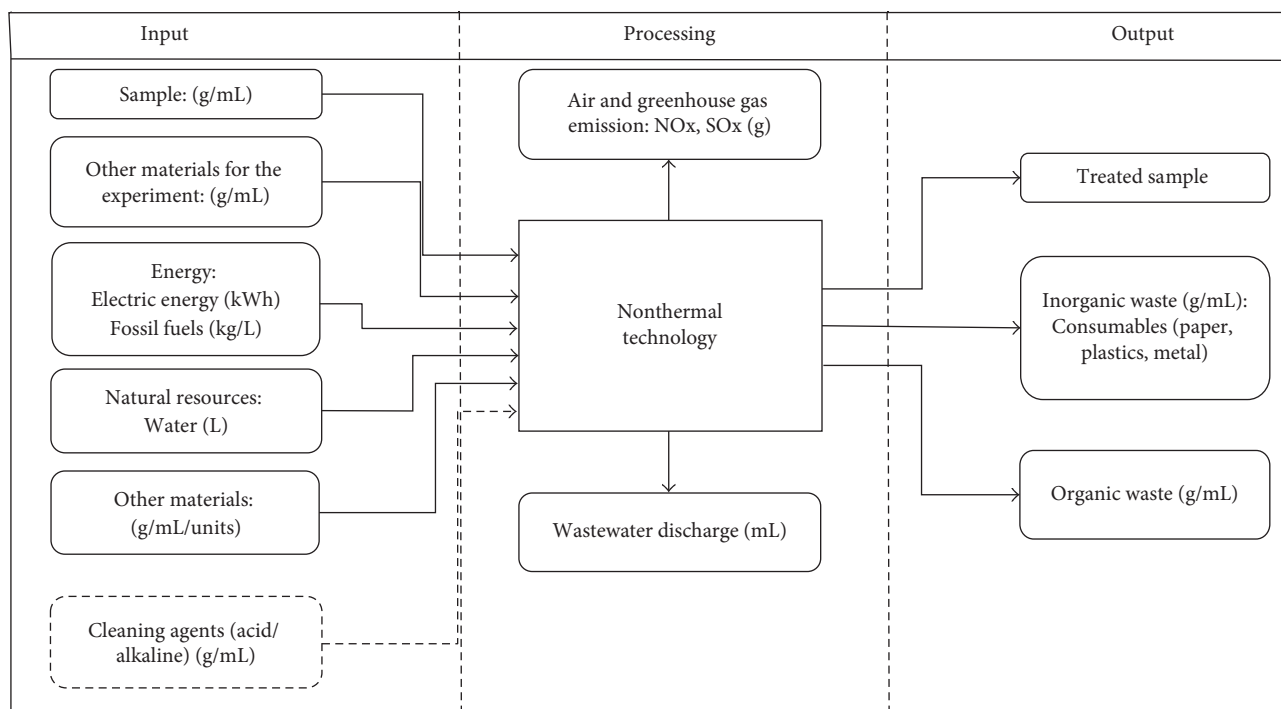 Input
Processing
Output
Sample: (g/mL)
Other materials for the
experiment: (g/mL)
Energy:
Electric energy (kWh)
Fossil fuels (kg/L)
Natural resources:
Water (L)
Other materials:
(g/mL/units)
Cleaning agents (acid/
alkaline) (g/mL)
Air and greenhouse gas
emission: NOx, SOx (g)
Nonthermal
technology
Wastewater discharge (mL)
Treated sample
Inorganic waste (g/mL):
Consumables (paper,
plastics, metal)
Organic waste (g/mL)